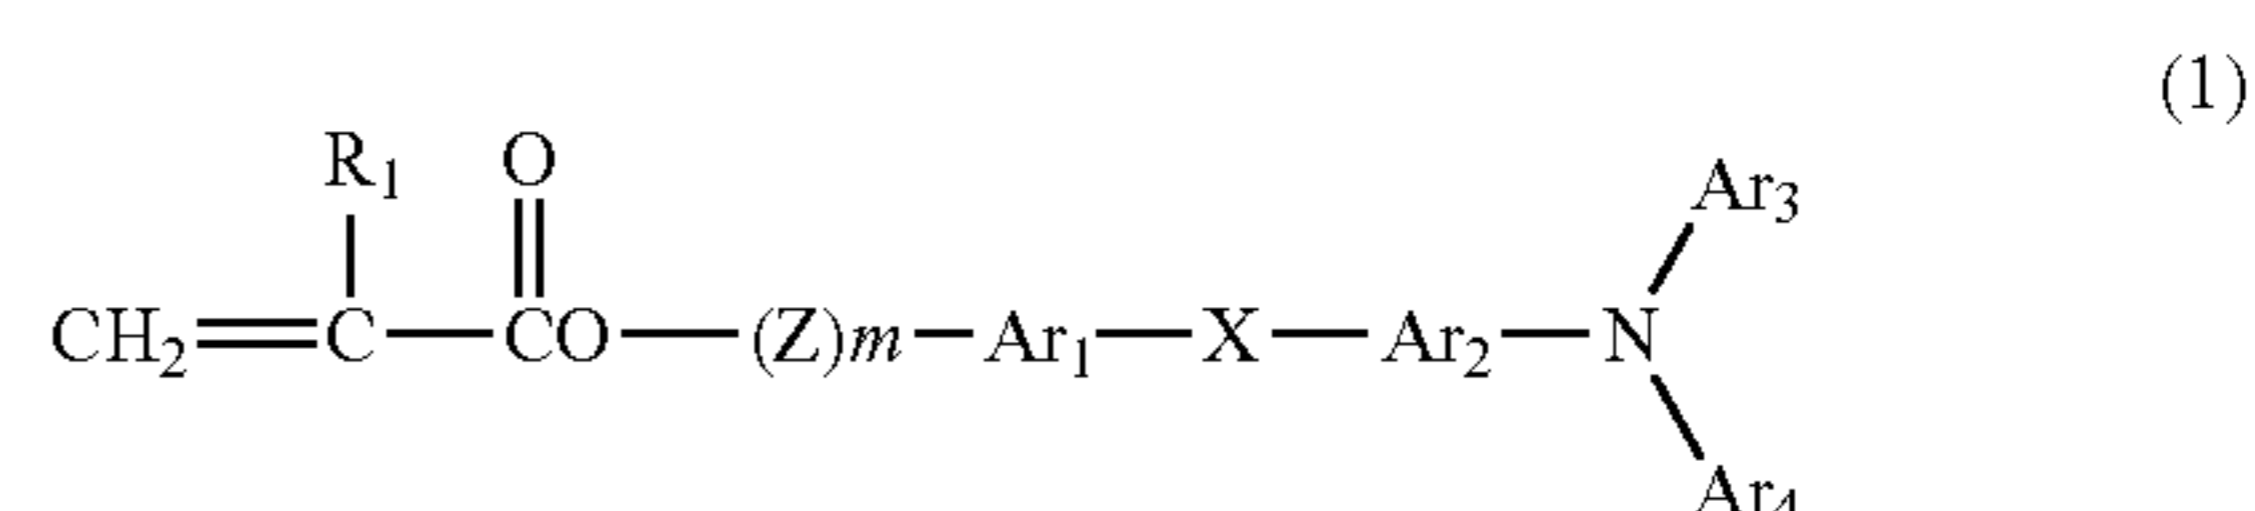 (1)
R1 O Ar3
CH2=C—CO—(Z)m—Ar1—X—Ar2—N
Ar4